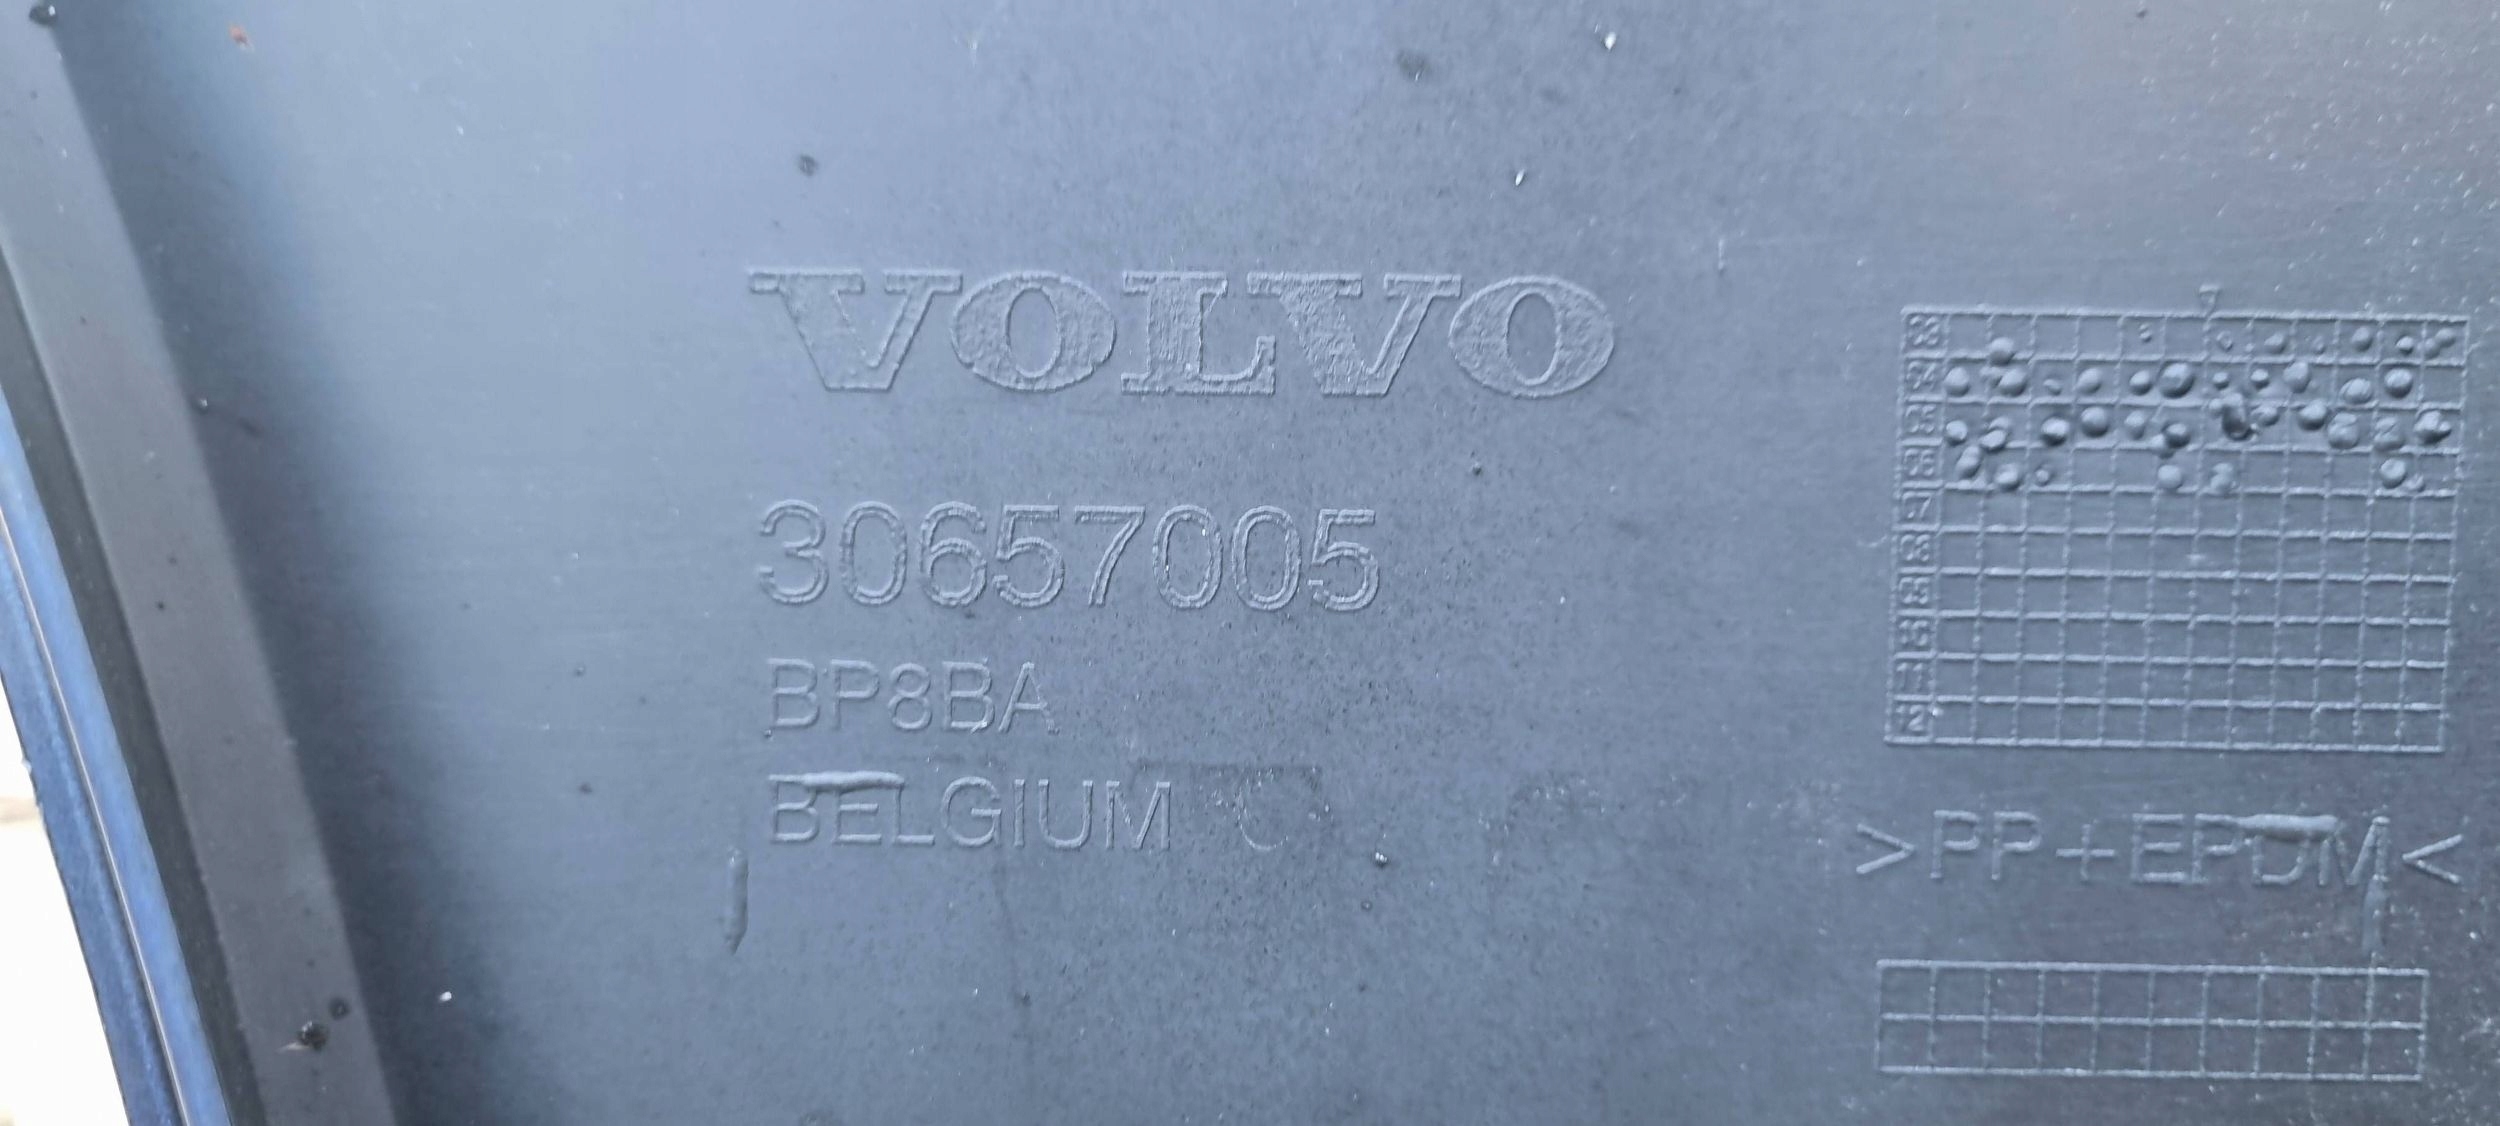 VOLVO
30657005
BP8BA
BELGIUM
>PP+EPDM<